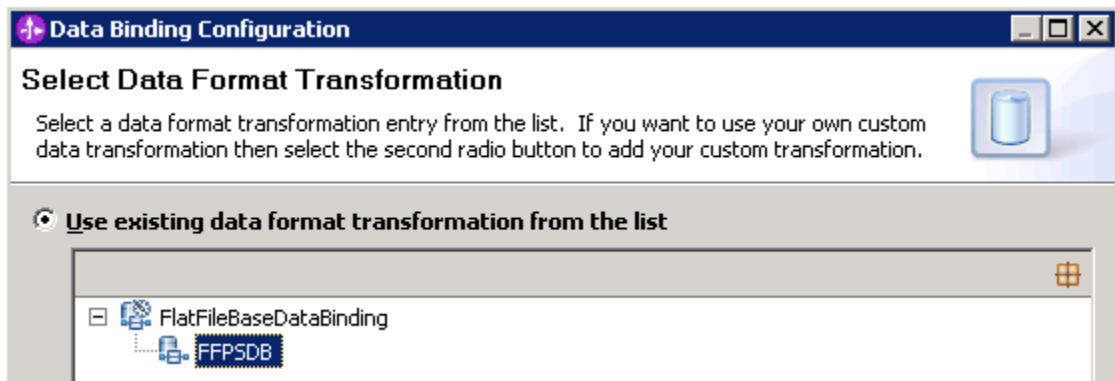 Data Binding Configuration
Select Data Format Transformation
Select a data format transformation entry from the list. If you want to use your own custom
data transformation then select the second radio button to add your custom transformation.
Use existing data format transformation from the list
FlatFileBaseDataBinding
FFPSDB